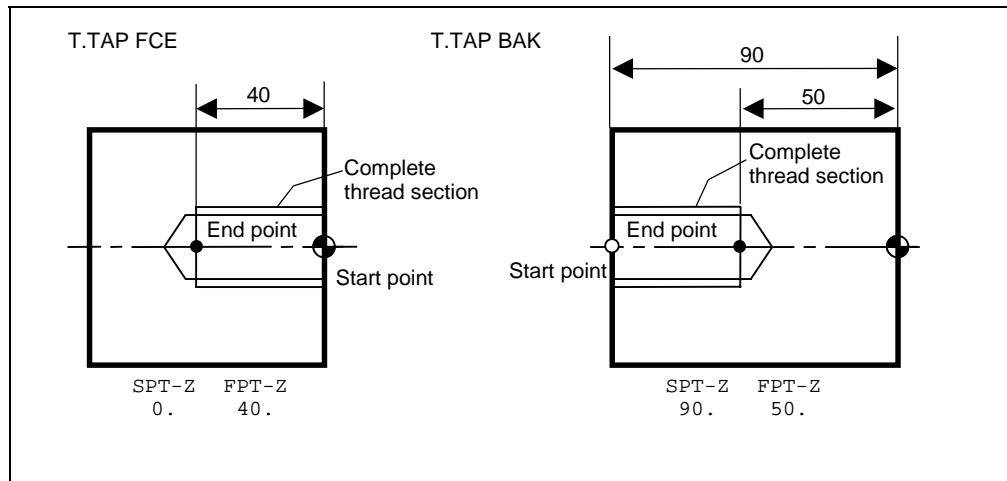 T.TAP FCE
40
Complete
thread section
End point
Start point
SPT-Z FPT-Z
0. 40.
T.TAP BAK
90
50
Complete
thread section
End point
Start point
SPT-Z FPT-Z
90. 50.